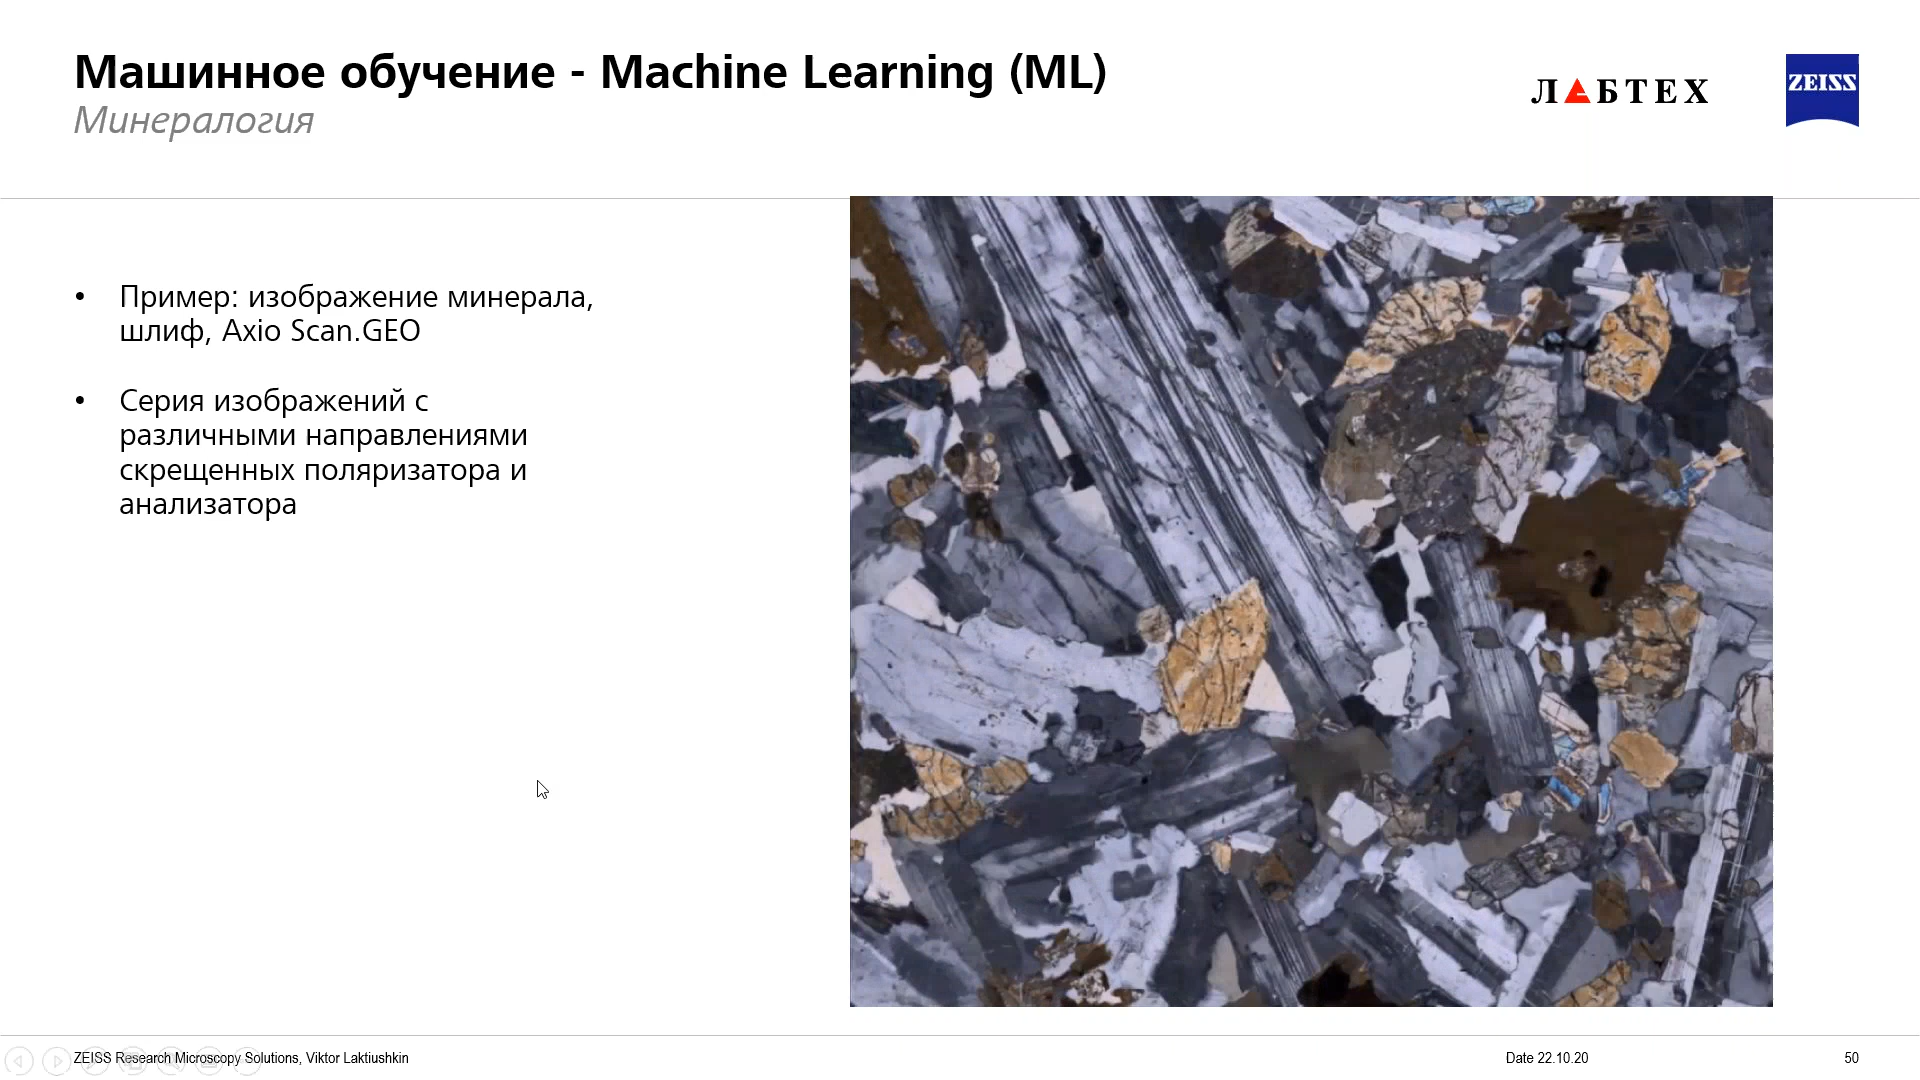 Машинное обучение - Machine Learning (ML)
Минералогия
ЛАБТЕХ
ZEISS
• Пример: изображение минерала,
шлиф, Axio Scan.GEO
• Серия изображений с
различными направлениями
скрещенных поляризатора и
анализатора
ZEISS Research Microscopy Solutions, Viktor Laktiushkin
Date 22.10.20
50